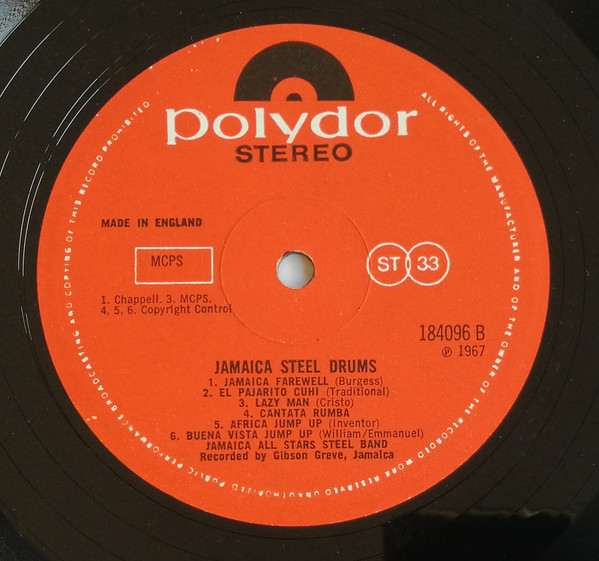 polydor
STEREO
MADE IN ENGLAND
MCPS
ST 33
1. Chappell. 3. MCPS.
4, 5, 6. Copyright Control
184096 B
℗ 1967
JAMAICA STEEL DRUMS
1. JAMAICA FAREWELL (Burgess)
2. EL PAJARITO CUHI (Traditional)
3. LAZY MAN (Cristo)
4. CANTATA RUMBA
5. AFRICA JUMP UP (Inventor)
6. BUENA VISTA JUMP UP (William/Emmanuel)
JAMAICA ALL STARS STEEL BAND
Recorded by Gibson Greve, Jamaica
ALL RIGHTS OF THE MANUFACTURER AND OF THE OWNER OF THE RECORDED WORK RESERVED UNAUTHORIZED PUBLIC PERFORMANCE BROADCASTING AND COPYING OF THIS RECORD PROHIBITED